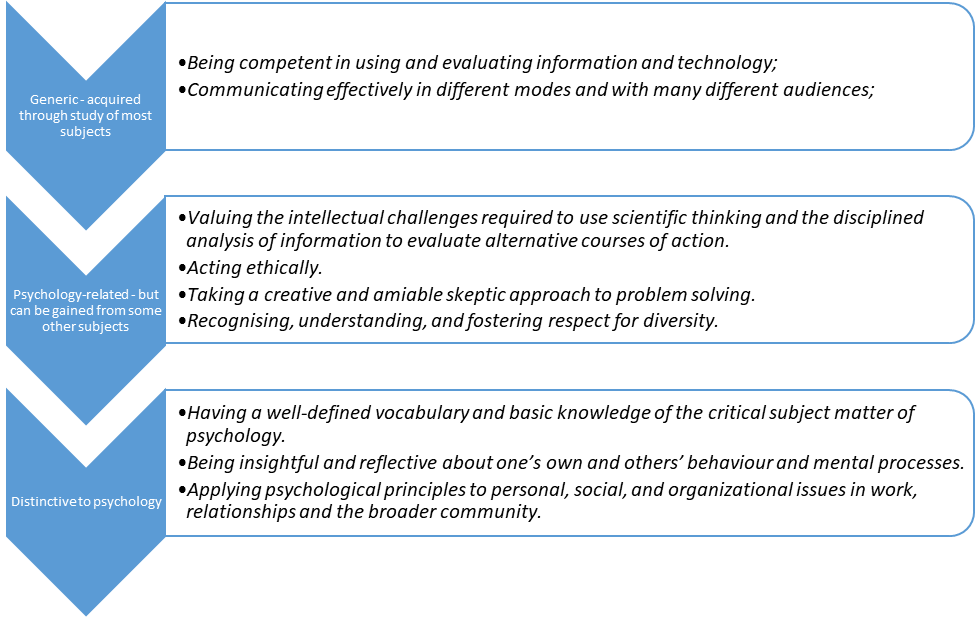 Generic - acquired
through study of most
subjects
•Being competent in using and evaluating information and technology;
•Communicating effectively in different modes and with many different audiences;
Psychology-related - but
can be gained from some
other subjects
•Valuing the intellectual challenges required to use scientific thinking and the disciplined
analysis of information to evaluate alternative courses of action.
•Acting ethically.
•Taking a creative and amiable skeptic approach to problem solving.
•Recognising, understanding, and fostering respect for diversity.
Distinctive to psychology
•Having a well-defined vocabulary and basic knowledge of the critical subject matter of
psychology.
•Being insightful and reflective about one’s own and others’ behaviour and mental processes.
•Applying psychological principles to personal, social, and organizational issues in work,
relationships and the broader community.